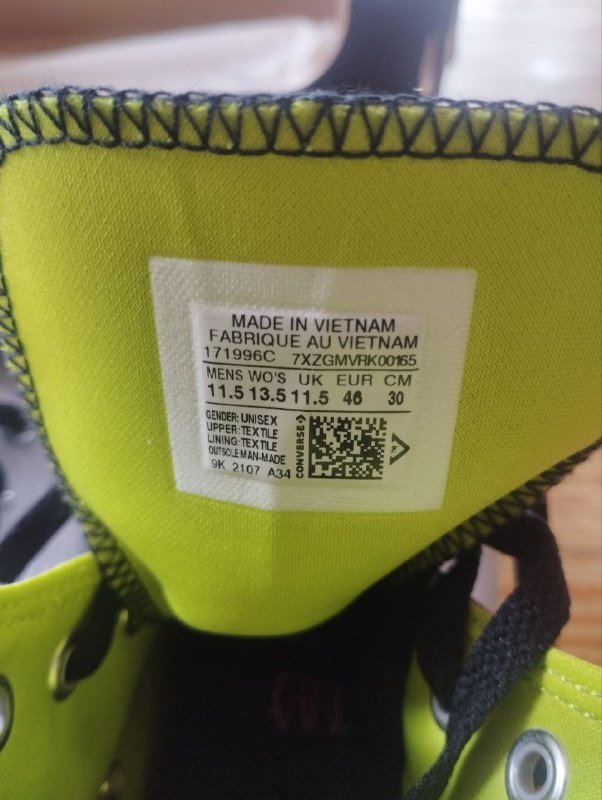 MADE IN VIETNAM
FABRIQUE AU VIETNAM
171996C 7XZGMVRK00165
MENS WO'S UK EUR CM
11.5 13.5 11.5 46 30
GENDER: UNISEX
UPPER: TEXTILE
LINING: TEXTILE
OUTSOLE MAN-MADE
9K 2107 A34
CONVERSE